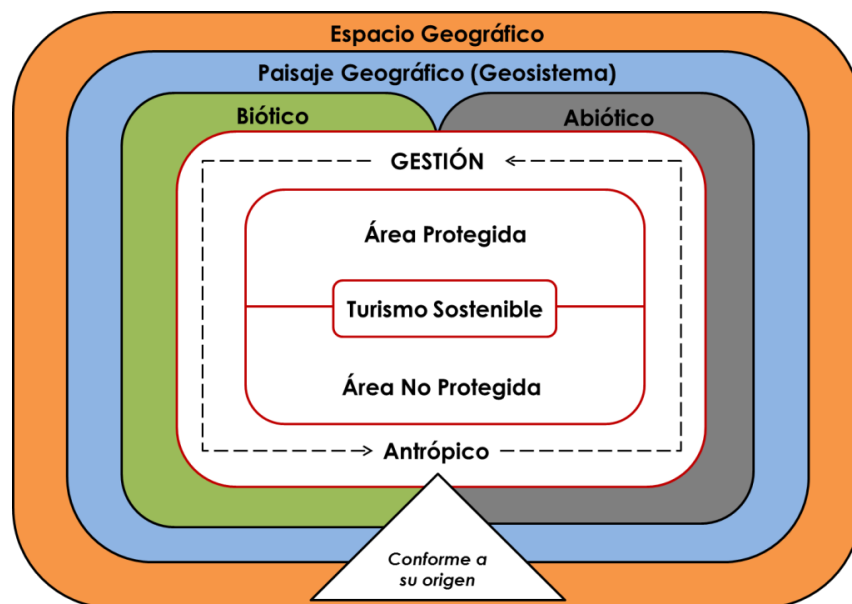 Espacio Geográfico
Paisaje Geográfico (Geosistema)
Biótico
Abiótico
GESTIÓN
Área Protegida
Turismo Sostenible
Área No Protegida
Antrópico
Conforme a
su origen